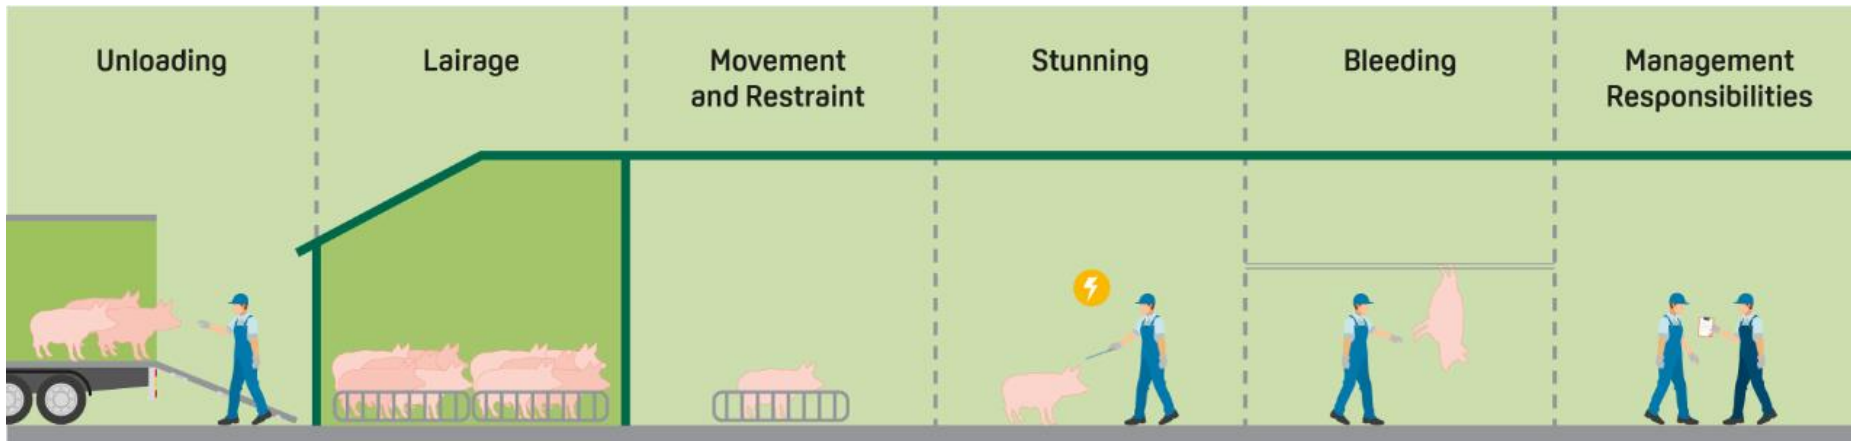 Unloading
Lairage
Movement
and Restraint
Stunning
Bleeding
Management
Responsibilities